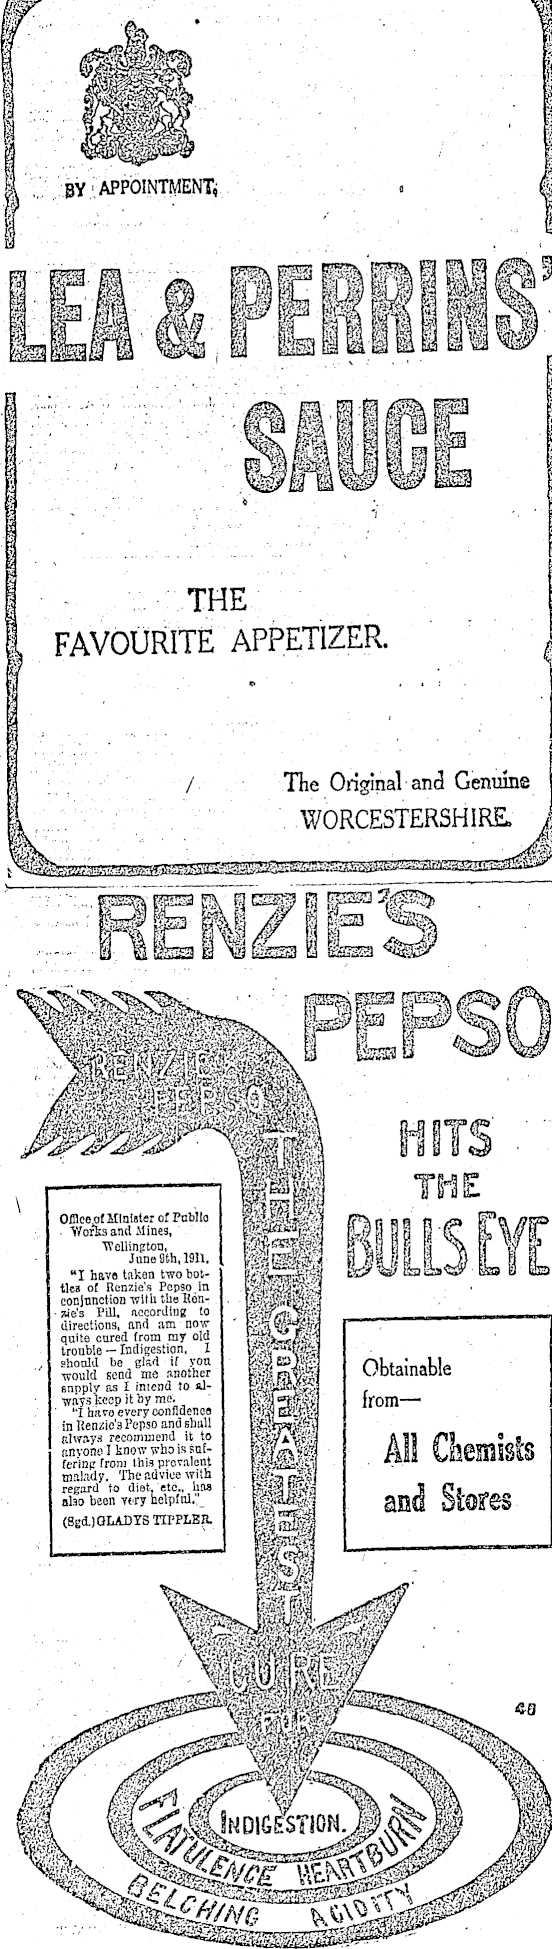 BY APPOINTMENT.
LEA & PERRINS'
SAUCE
THE
FAVOURITE APPETIZER.
The Original and Genuine
WORCESTERSHIRE.
RENZIE'S
PEPSO
RENZIE'S
PEPSO
THE GREATEST
CURE
FOR
HITS
THE
BULLS EYE
Office of Minister of Public
Works and Mines,
Wellington,
June 9th, 1911.
"I have taken two bot-
tles of Renzie's Pepso in
conjunction with the Ren-
zie's Pill, according to
directions, and am now
quite cured from my old
trouble — Indigestion. I
should be glad if you
would send me another
supply as I intend to al-
ways keep it by me.
"I have every confidence
in Renzie's Pepso and shall
always recommend it to
anyone I know who is suf-
fering from this prevalent
malady. The advice with
regard to diet, etc., has
also been very helpful."
(Sgd.) GLADYS TIPPLER.
Obtainable
from—
All Chemists
and Stores
48
INDIGESTION.
FLATULENCE HEARTBURN
BELCHING ACIDITY